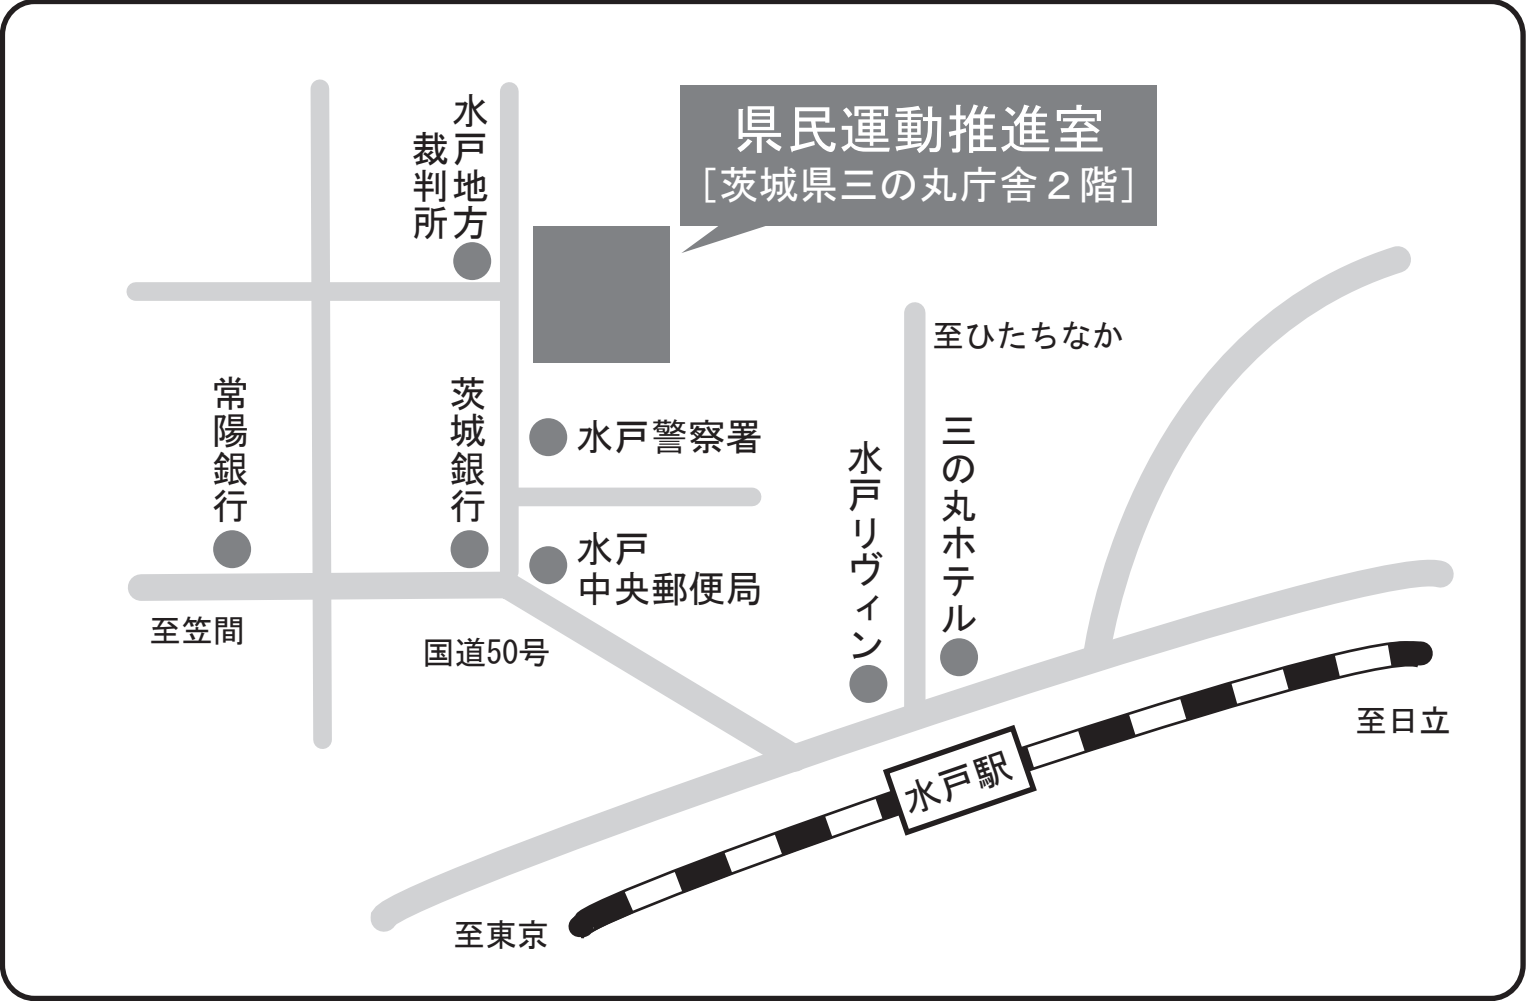 県民運動推進室
［茨城県三の丸庁舎２階］
水戸地方
裁判所
至ひたちなか
常陽銀行
茨城銀行
水戸警察署
水戸リヴィン
三の丸ホテル
水戸
中央郵便局
至笠間
国道50号
至日立
水戸駅
至東京